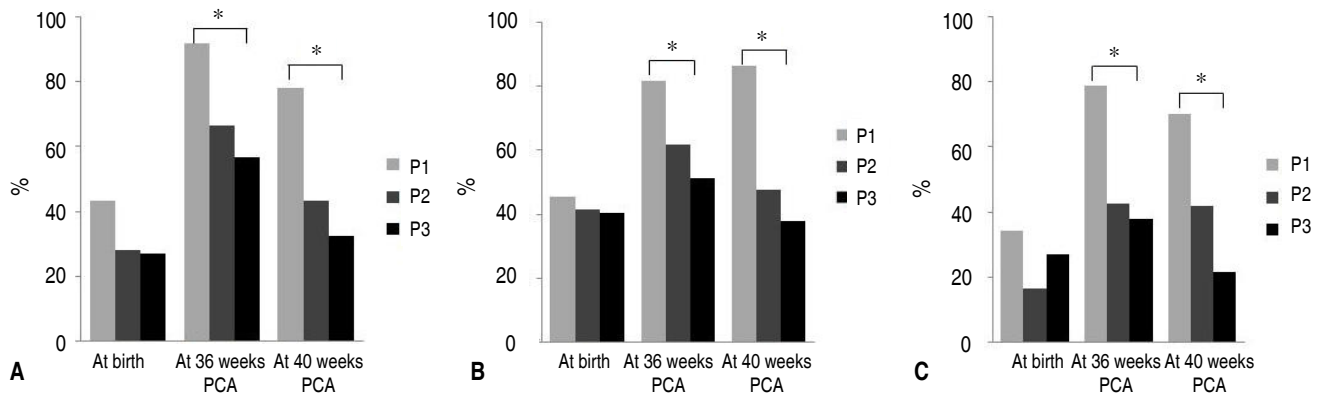 100
80
60
40
20
0
%
*
*
P1
P2
P3
At birth
At 36 weeks
PCA
At 40 weeks
PCA
A
100
80
60
40
20
0
%
*
*
P1
P2
P3
At birth
At 36 weeks
PCA
At 40 weeks
PCA
B
100
80
60
40
20
0
%
*
*
P1
P2
P3
At birth
At 36 weeks
PCA
At 40 weeks
PCA
C